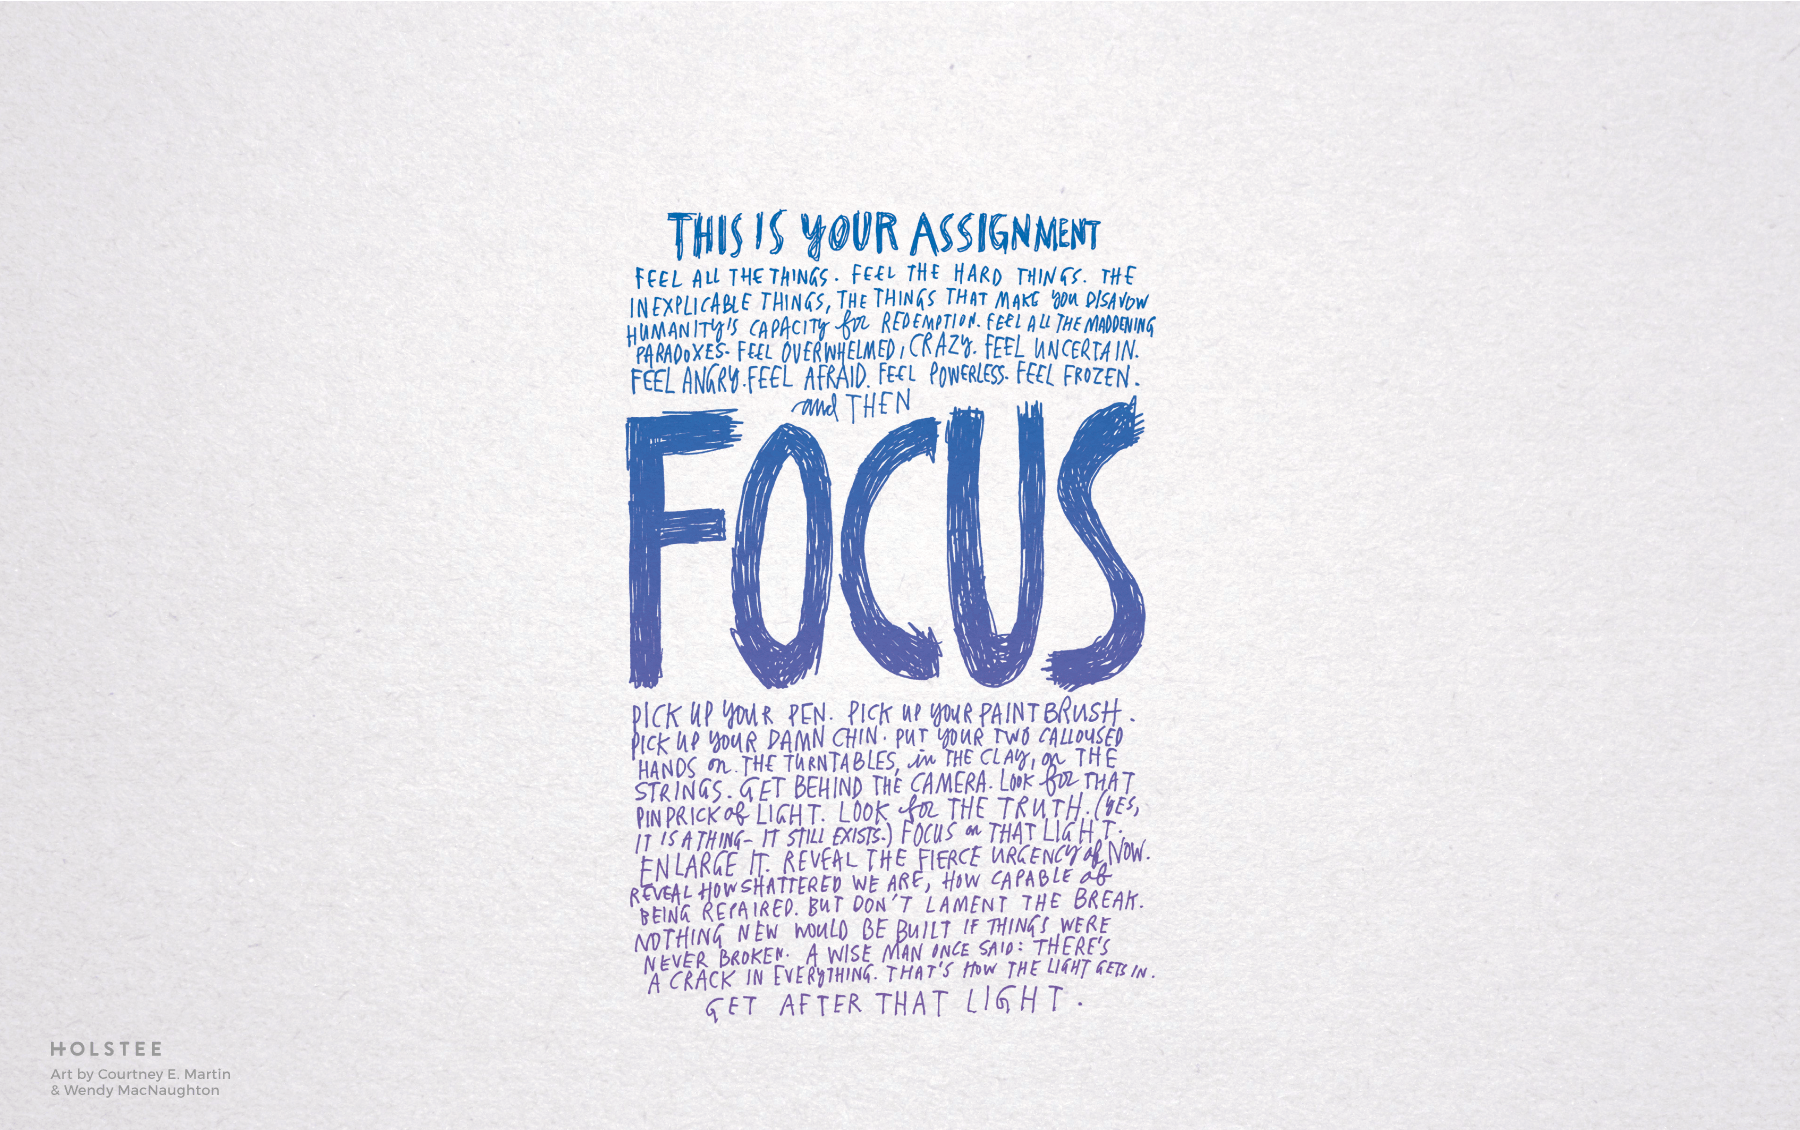 THIS IS YOUR ASSIGNMENT
FEEL ALL THE THINGS. FEEL THE HARD THINGS. THE
INEXPLICABLE THINGS, THE THINGS THAT MAKE YOU DISAVOW
HUMANITY'S CAPACITY for REDEMPTION. FEEL ALL THE MADDENING
PARADOXES. FEEL OVERWHELMED, CRAZY. FEEL UNCERTAIN.
FEEL ANGRY. FEEL AFRAID. FEEL POWERLESS. FEEL FROZEN.
and THEN
FOCUS
PICK UP YOUR PEN. PICK UP YOUR PAINTBRUSH.
PICK UP YOUR DAMN CHIN. PUT YOUR TWO CALLOUSED
HANDS on THE TURNTABLES, in THE CLAY, on THE
STRINGS. GET BEHIND THE CAMERA. LOOK for THAT
PINPRICK of LIGHT. LOOK for THE TRUTH. (YES,
IT IS A THING - IT STILL EXISTS.) FOCUS on THAT LIGHT.
ENLARGE IT. REVEAL THE FIERCE URGENCY of NOW.
REVEAL HOW SHATTERED WE ARE, HOW CAPABLE of
BEING REPAIRED. BUT DON'T LAMENT THE BREAK.
NOTHING NEW WOULD BE BUILT IF THINGS WERE
NEVER BROKEN. A WISE MAN ONCE SAID: THERE'S
A CRACK IN EVERYTHING. THAT'S HOW THE LIGHT GETS IN.
GET AFTER THAT LIGHT.
HOLSTEE
Art by Courtney E. Martin
& Wendy MacNaughton